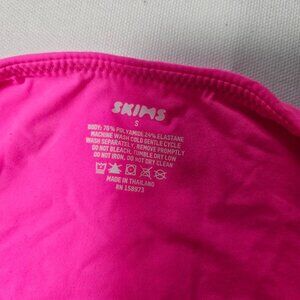 SKIMS
S
BODY: 76% POLYAMIDE 24% ELASTANE
MACHINE WASH COLD GENTLE CYCLE
WASH SEPARATELY, REMOVE PROMPTLY
DO NOT BLEACH, TUMBLE DRY LOW
DO NOT IRON, DO NOT DRY CLEAN
MADE IN THAILAND
RN 158973